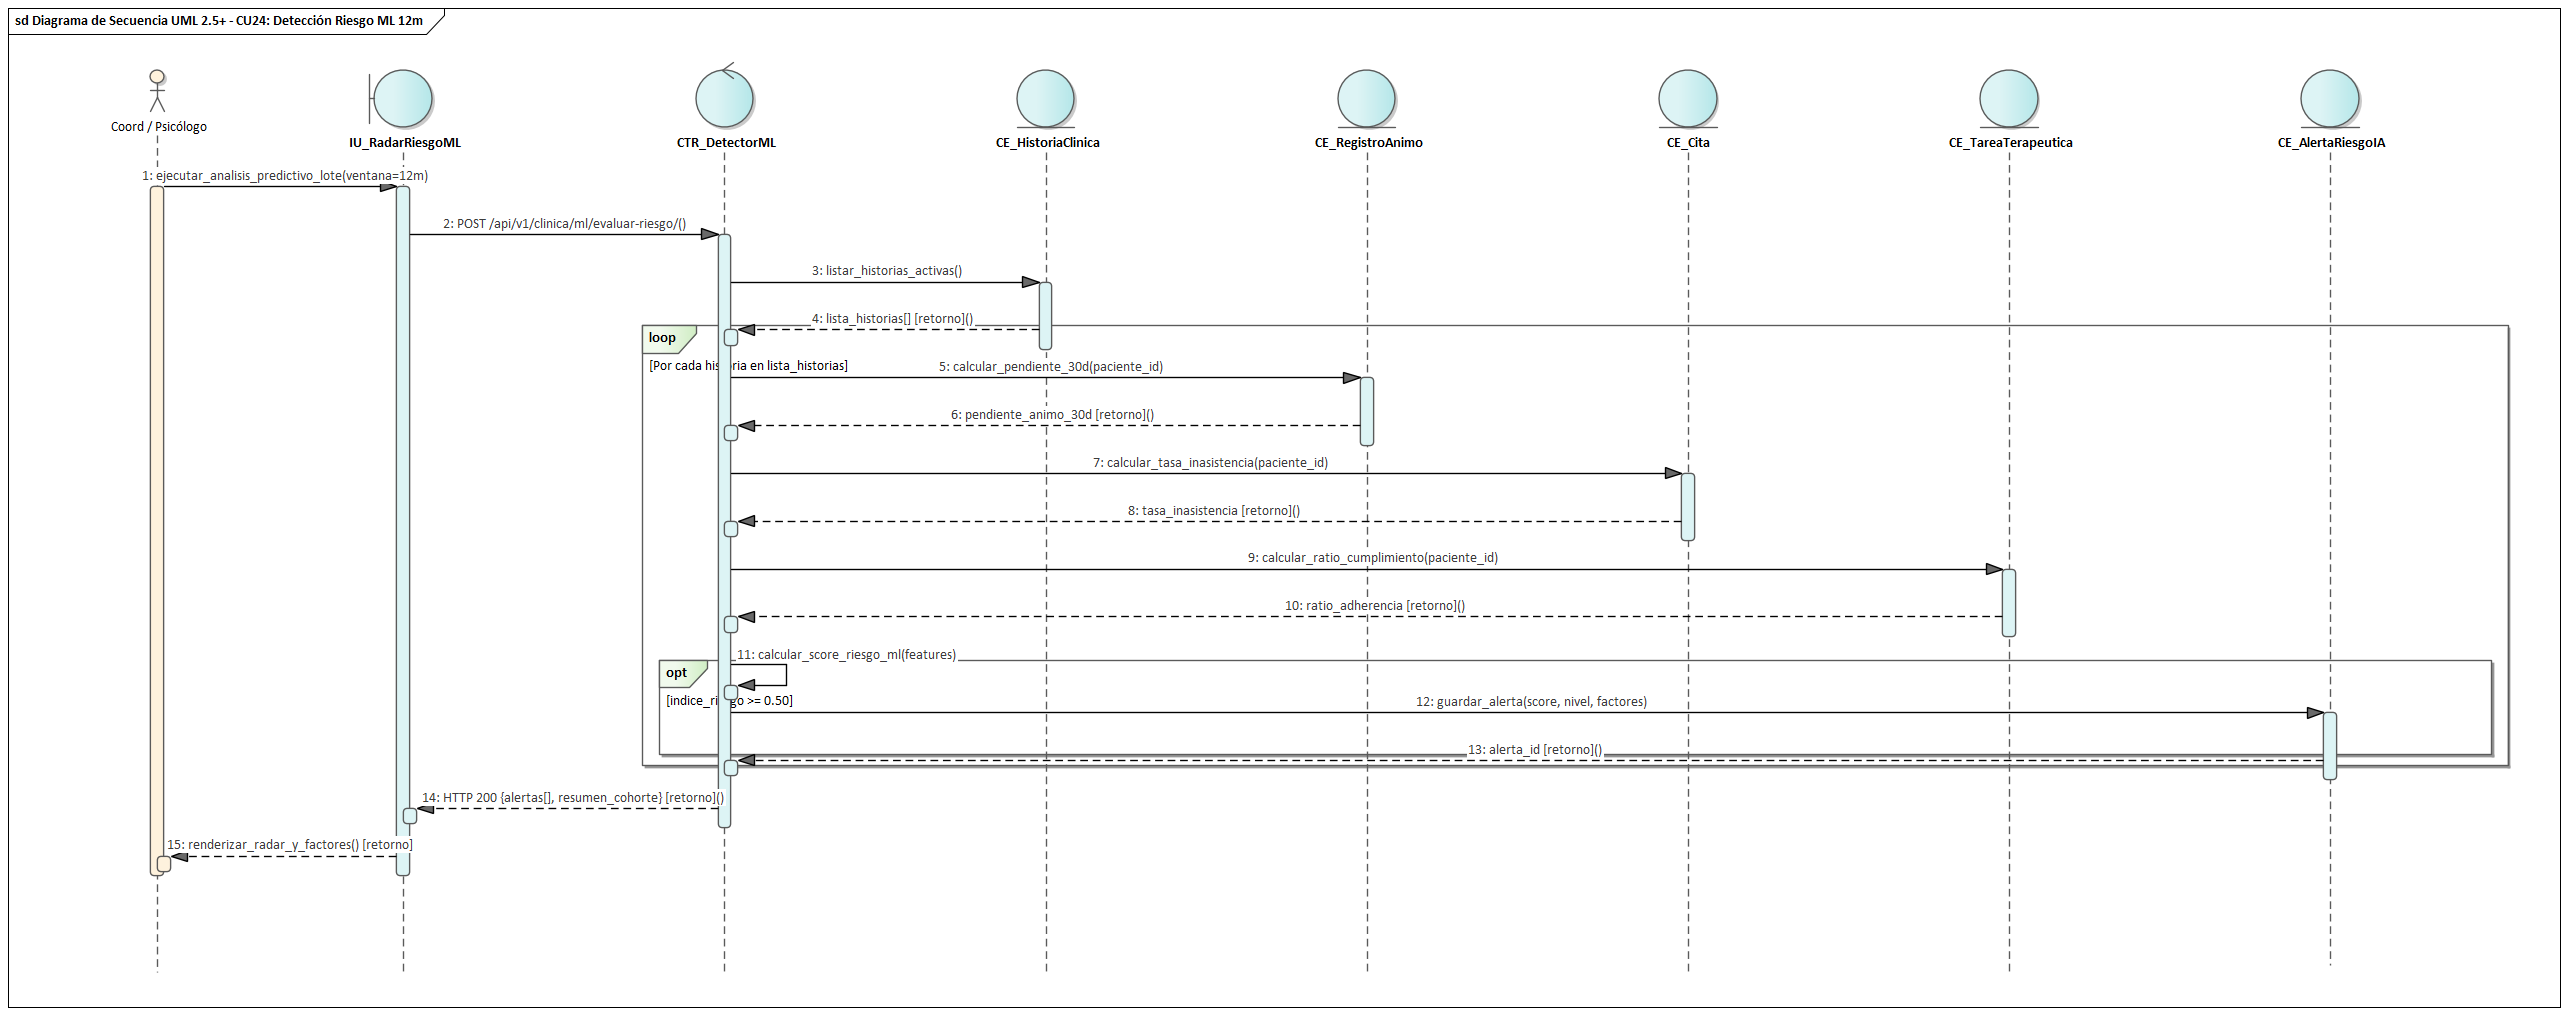 sd Diagrama de Secuencia UML 2.5+ - CU24: Detección Riesgo ML 12m
Coord / Psicólogo
IU_RadarRiesgoML
CTR_DetectorML
CE_HistoriaClinica
CE_RegistroAnimo
CE_Cita
CE_TareaTerapeutica
CE_AlertaRiesgoIA
1: ejecutar_analisis_predictivo_lote(ventana=12m)
2: POST /api/v1/clinica/ml/evaluar-riesgo/()
3: listar_historias_activas()
4: lista_historias[] [retorno]()
loop
[Por cada historia en lista_historias]
5: calcular_pendiente_30d(paciente_id)
6: pendiente_animo_30d [retorno]()
7: calcular_tasa_inasistencia(paciente_id)
8: tasa_inasistencia [retorno]()
9: calcular_ratio_cumplimiento(paciente_id)
10: ratio_adherencia [retorno]()
11: calcular_score_riesgo_ml(features)
opt
[indice_riesgo >= 0.50]
12: guardar_alerta(score, nivel, factores)
13: alerta_id [retorno]()
14: HTTP 200 {alertas[], resumen_cohorte} [retorno]()
15: renderizar_radar_y_factores() [retorno]